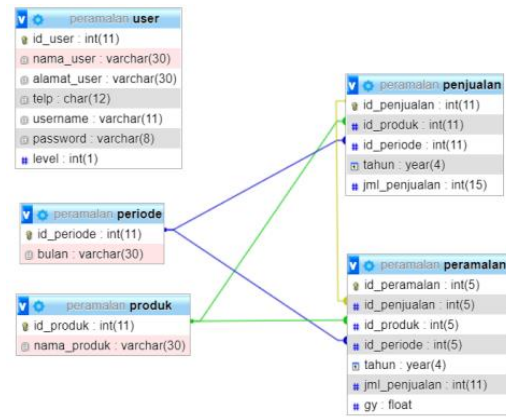 peramalan user
id_user : int(11)
nama_user : varchar(30)
alamat_user : varchar(30)
telp : char(12)
username : varchar(11)
password : varchar(8)
level : int(1)
peramalan periode
id_periode : int(11)
bulan : varchar(30)
peramalan produk
id_produk : int(11)
nama_produk : varchar(30)
peramalan penjualan
id_penjualan : int(11)
id_produk : int(11)
id_periode : int(11)
tahun : year(4)
jml_penjualan : int(15)
peramalan peramalan
id_peramalan : int(5)
id_penjualan : int(5)
id_produk : int(5)
id_periode : int(5)
tahun : year(4)
jml_penjualan : int(11)
gy : float